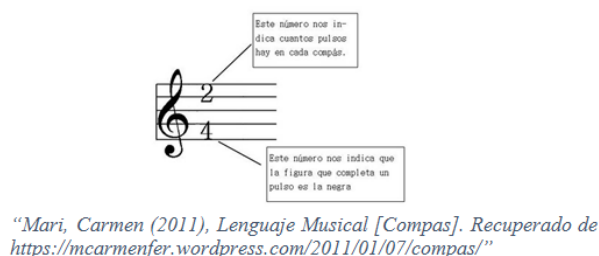 Este número nos in-
dica cuantos pulsos
hay en cada compás.
2
4
Este número nos indica que
la figura que completa un
pulso es la negra
“Mari, Carmen (2011), Lenguaje Musical [Compas]. Recuperado de
https://mcarmenfer.wordpress.com/2011/01/07/compas/”